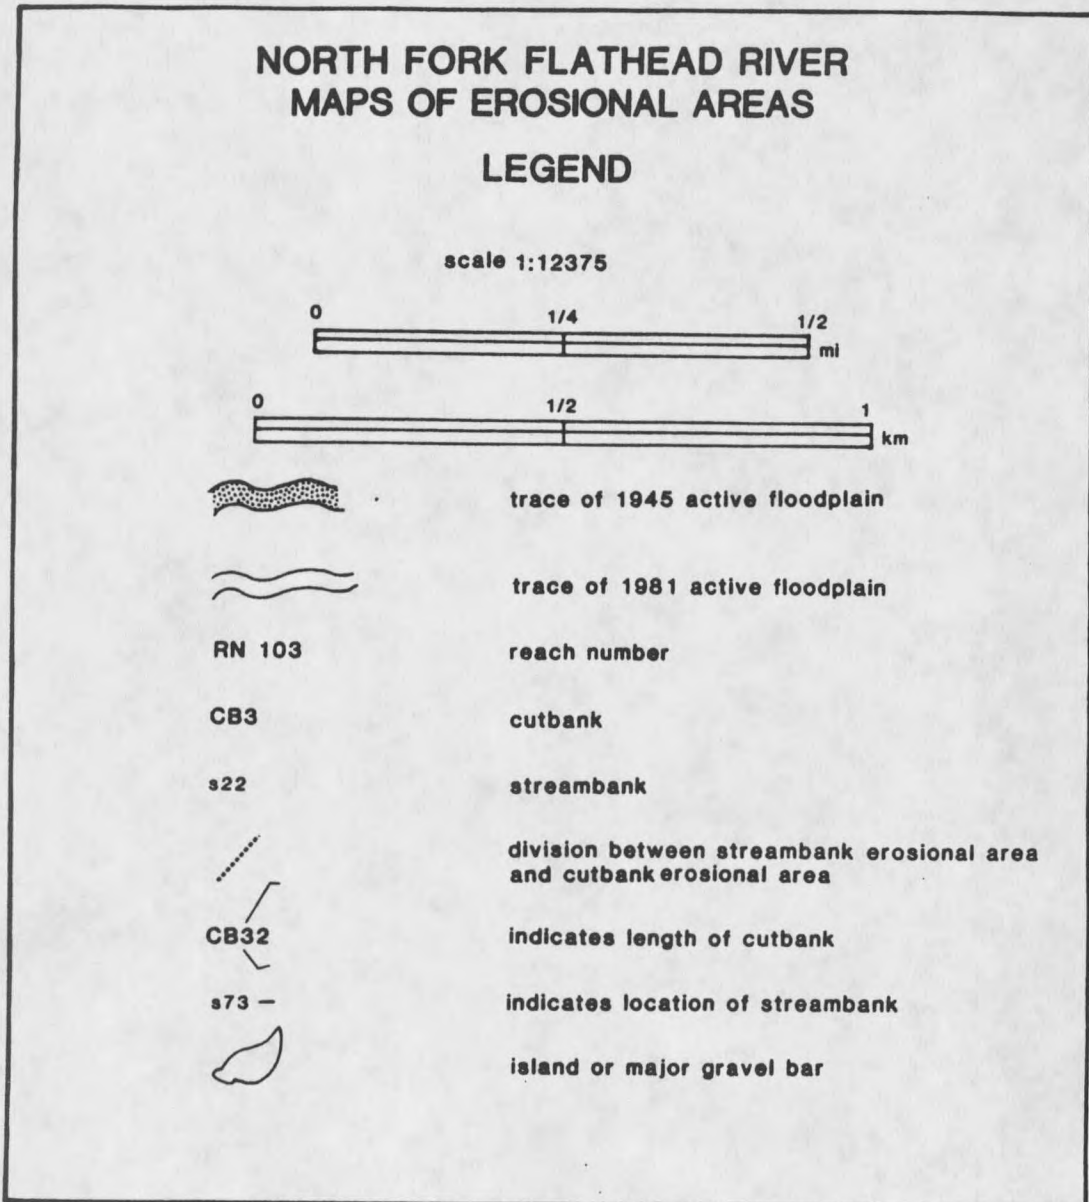 NORTH FORK FLATHEAD RIVER
MAPS OF EROSIONAL AREAS
LEGEND
scale 1:12375
0 1/4 1/2
mi
0 1/2 1
km
trace of 1945 active floodplain
trace of 1981 active floodplain
RN 103 reach number
CB3 cutbank
s22 streambank
division between streambank erosional area
and cutbank erosional area
CB32 indicates length of cutbank
s73 – indicates location of streambank
island or major gravel bar